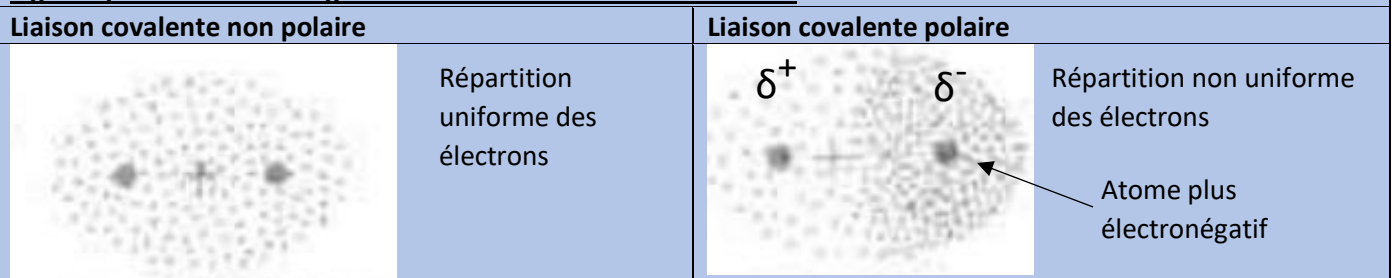 Liaison covalente non polaire
Liaison covalente polaire
Répartition
uniforme des
électrons
δ⁺
δ⁻
Répartition non uniforme
des électrons
Atome plus
électronégatif